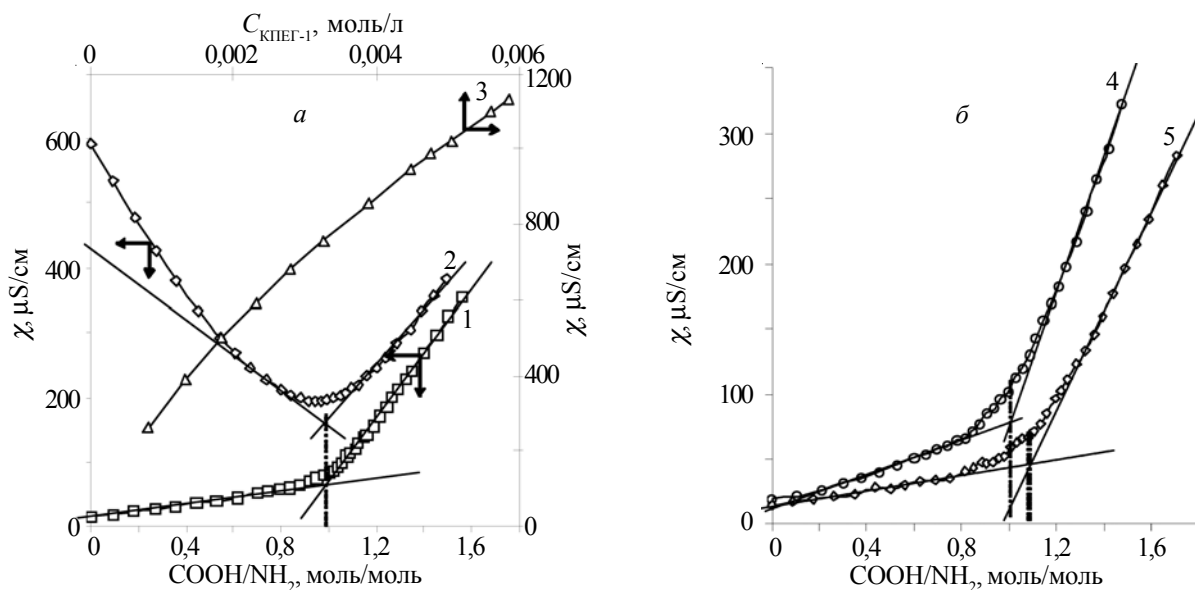 C КПЕГ-1, моль/л
0 0,002 0,004 0,006
а
3
1200
600
400
200
0
χ, µS/см
2
1
800
400
0
χ, µS/см
0 0,4 0,8 1,2 1,6
COOH/NH2, моль/моль
б
4
5
300
200
100
0
χ, µS/см
0 0,4 0,8 1,2 1,6
COOH/NH2, моль/моль